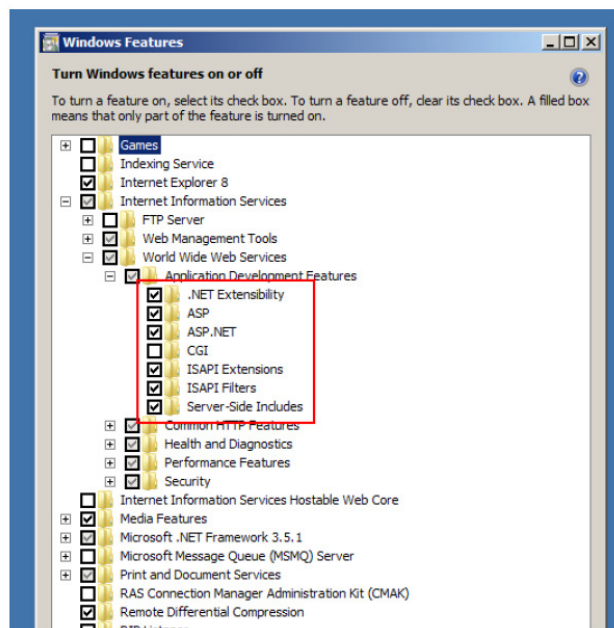 Windows Features
Turn Windows features on or off
To turn a feature on, select its check box. To turn a feature off, clear its check box. A filled box
means that only part of the feature is turned on.
Games
Indexing Service
Internet Explorer 8
Internet Information Services
FTP Server
Web Management Tools
World Wide Web Services
Application Development Features
.NET Extensibility
ASP
ASP.NET
CGI
ISAPI Extensions
ISAPI Filters
Server-Side Includes
Common HTTP Features
Health and Diagnostics
Performance Features
Security
Internet Information Services Hostable Web Core
Media Features
Microsoft .NET Framework 3.5.1
Microsoft Message Queue (MSMQ) Server
Print and Document Services
RAS Connection Manager Administration Kit (CMAK)
Remote Differential Compression